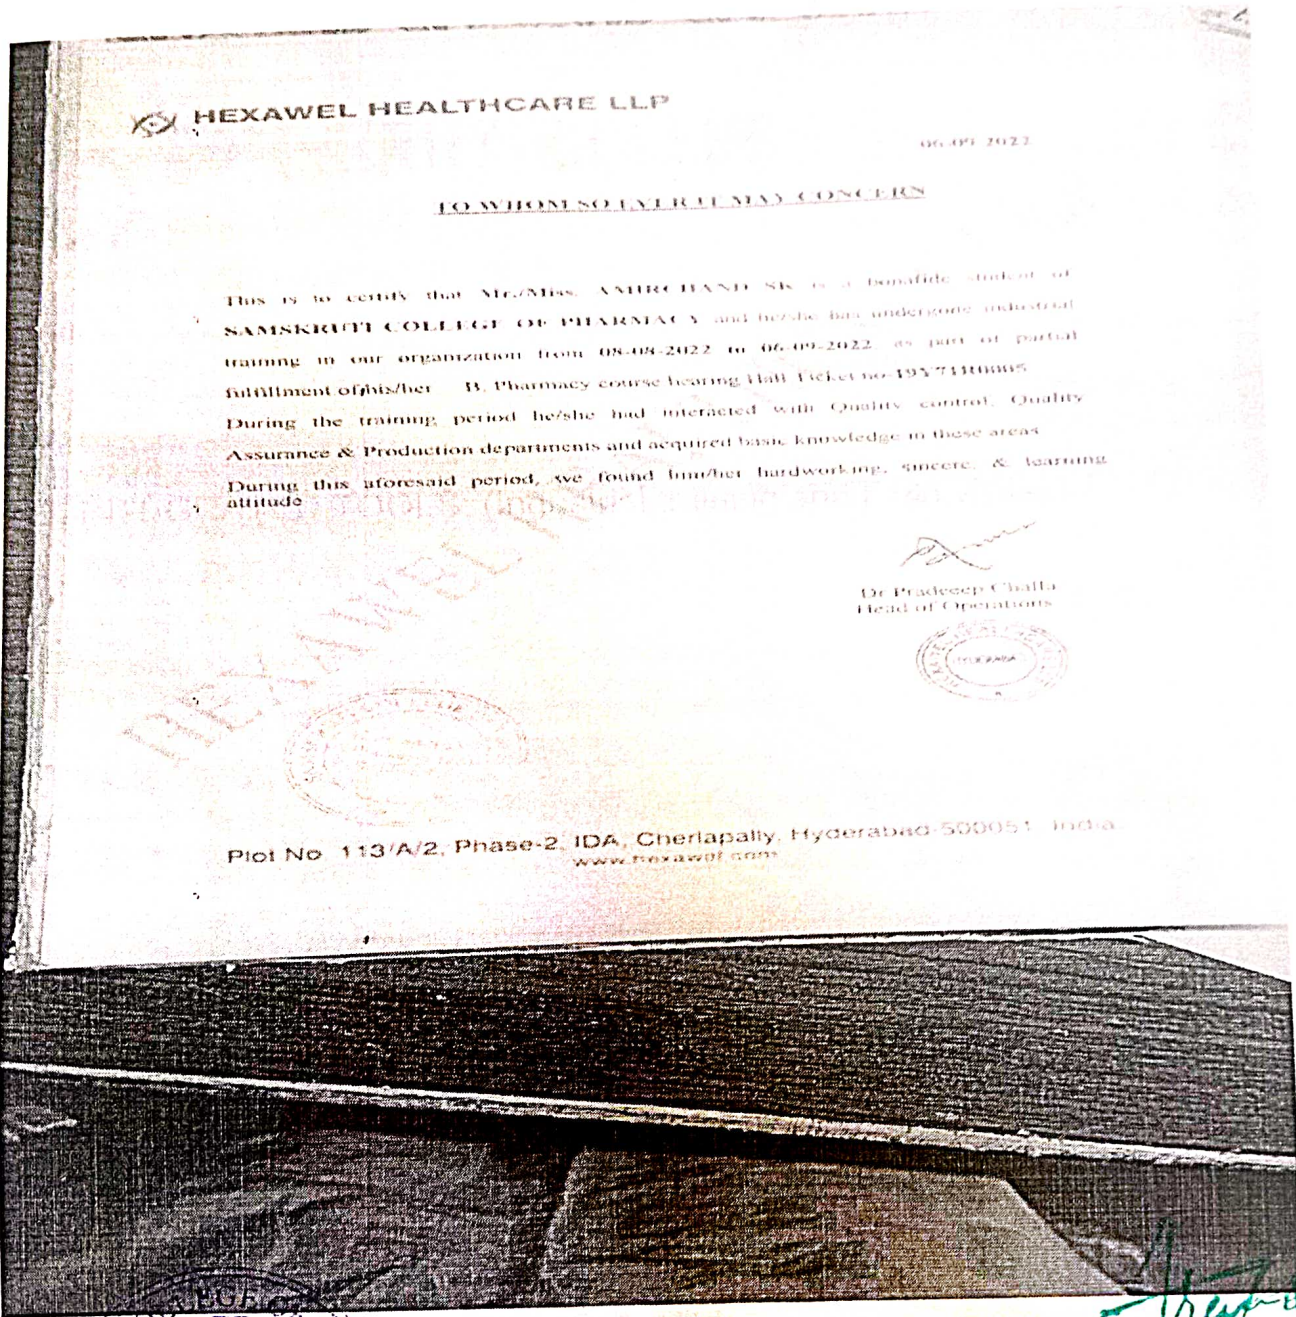 HEXAWEL HEALTHCARE LLP
06-09-2022
TO WHOM SO EVER IT MAY CONCERN
This is to certify that Mr./Miss. AMIRCHAND SK is a bonafide student of
SAMSKRUTI COLLEGE OF PHARMACY and he/she has undergone industrial
training in our organization from 08-08-2022 to 06-09-2022, as part of partial
fulfillment of his/her B. Pharmacy course bearing Hall Ticket no-19Y71R0005
During the training period he/she had interacted with Quality control, Quality
Assurance & Production departments and acquired basic knowledge in these areas
During this aforesaid period, we found him/her hardworking, sincere, & learning
attitude
Dr Pradeep Challa
Head of Operations
HYDERABAD
HEXAWEL
Plot No 113/A/2, Phase-2, IDA, Cherlapally, Hyderabad-500051 India
www.hexawel.com